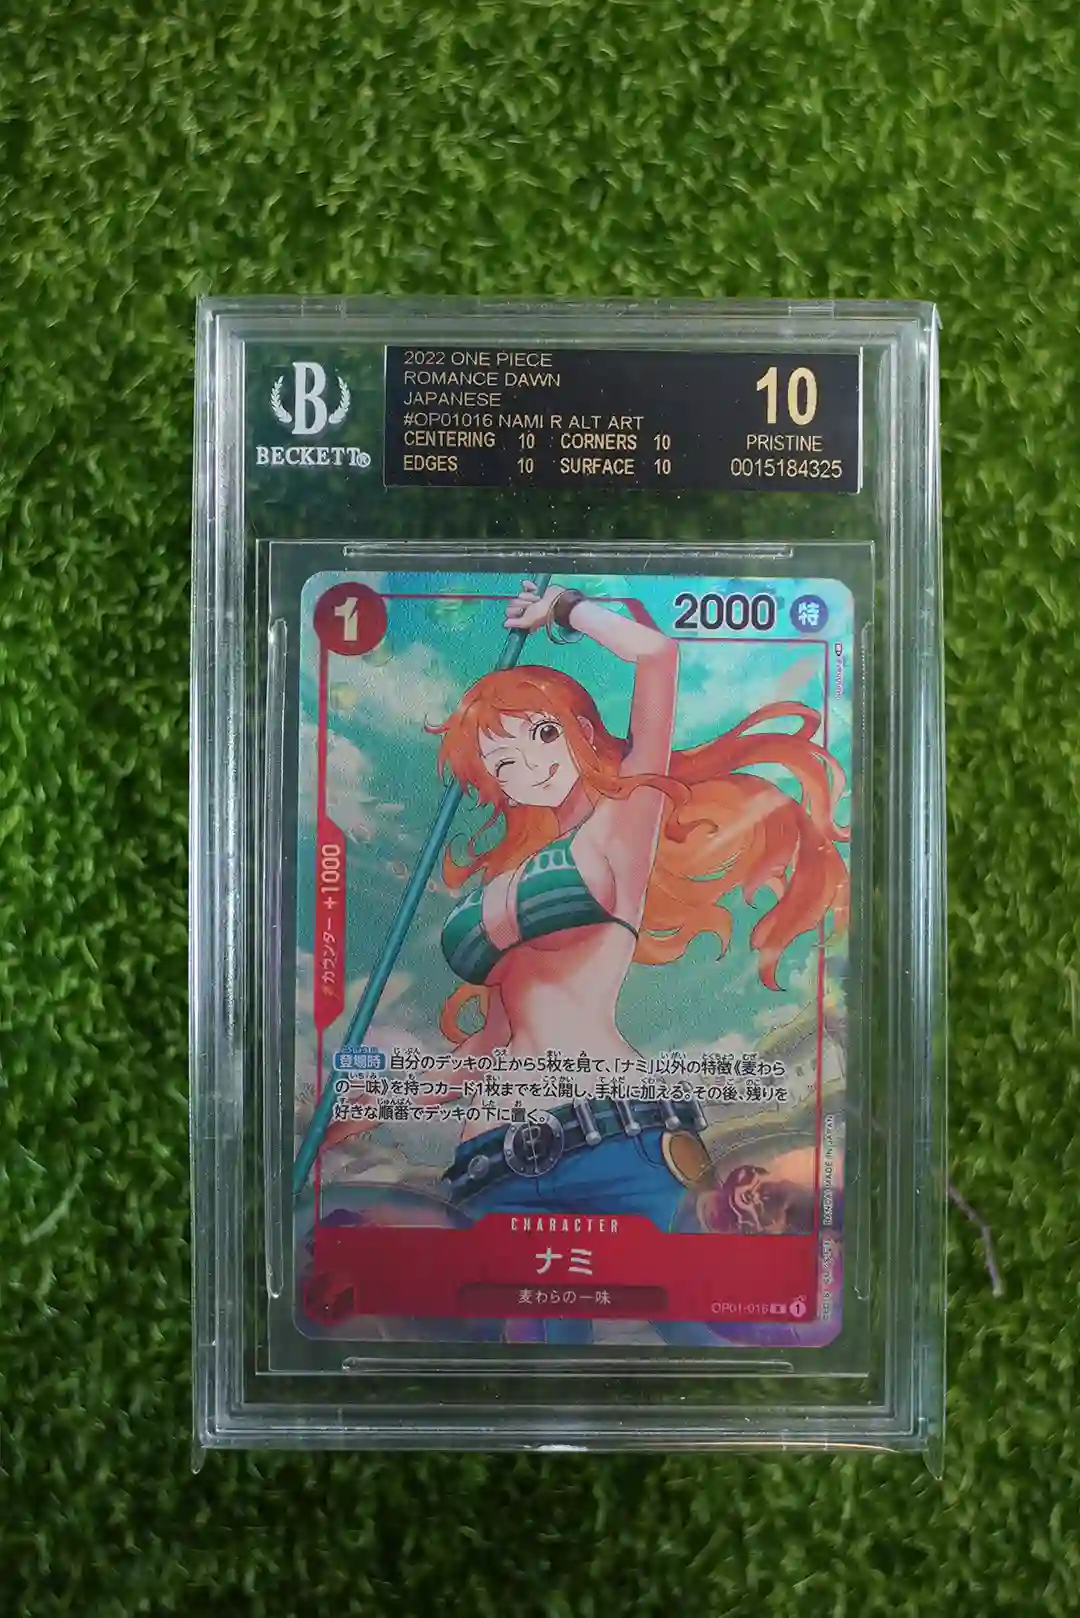 B
BECKETT®
2022 ONE PIECE
ROMANCE DAWN
JAPANESE
#OP01016 NAMI R ALT ART
CENTERING 10 CORNERS 10
EDGES 10 SURFACE 10
10
PRISTINE
0015184325
1
2000 特
カウンター +1000
登場時 自分のデッキの上から5枚を見て、「ナミ」以外の特徴《麦わら
の一味》を持つカード1枚までを公開し、手札に加える。その後、残りを
好きな順番でデッキの下に置く。
BANDAI MADE IN JAPAN
CHARACTER
ナミ
麦わらの一味
OP01-016 R 1